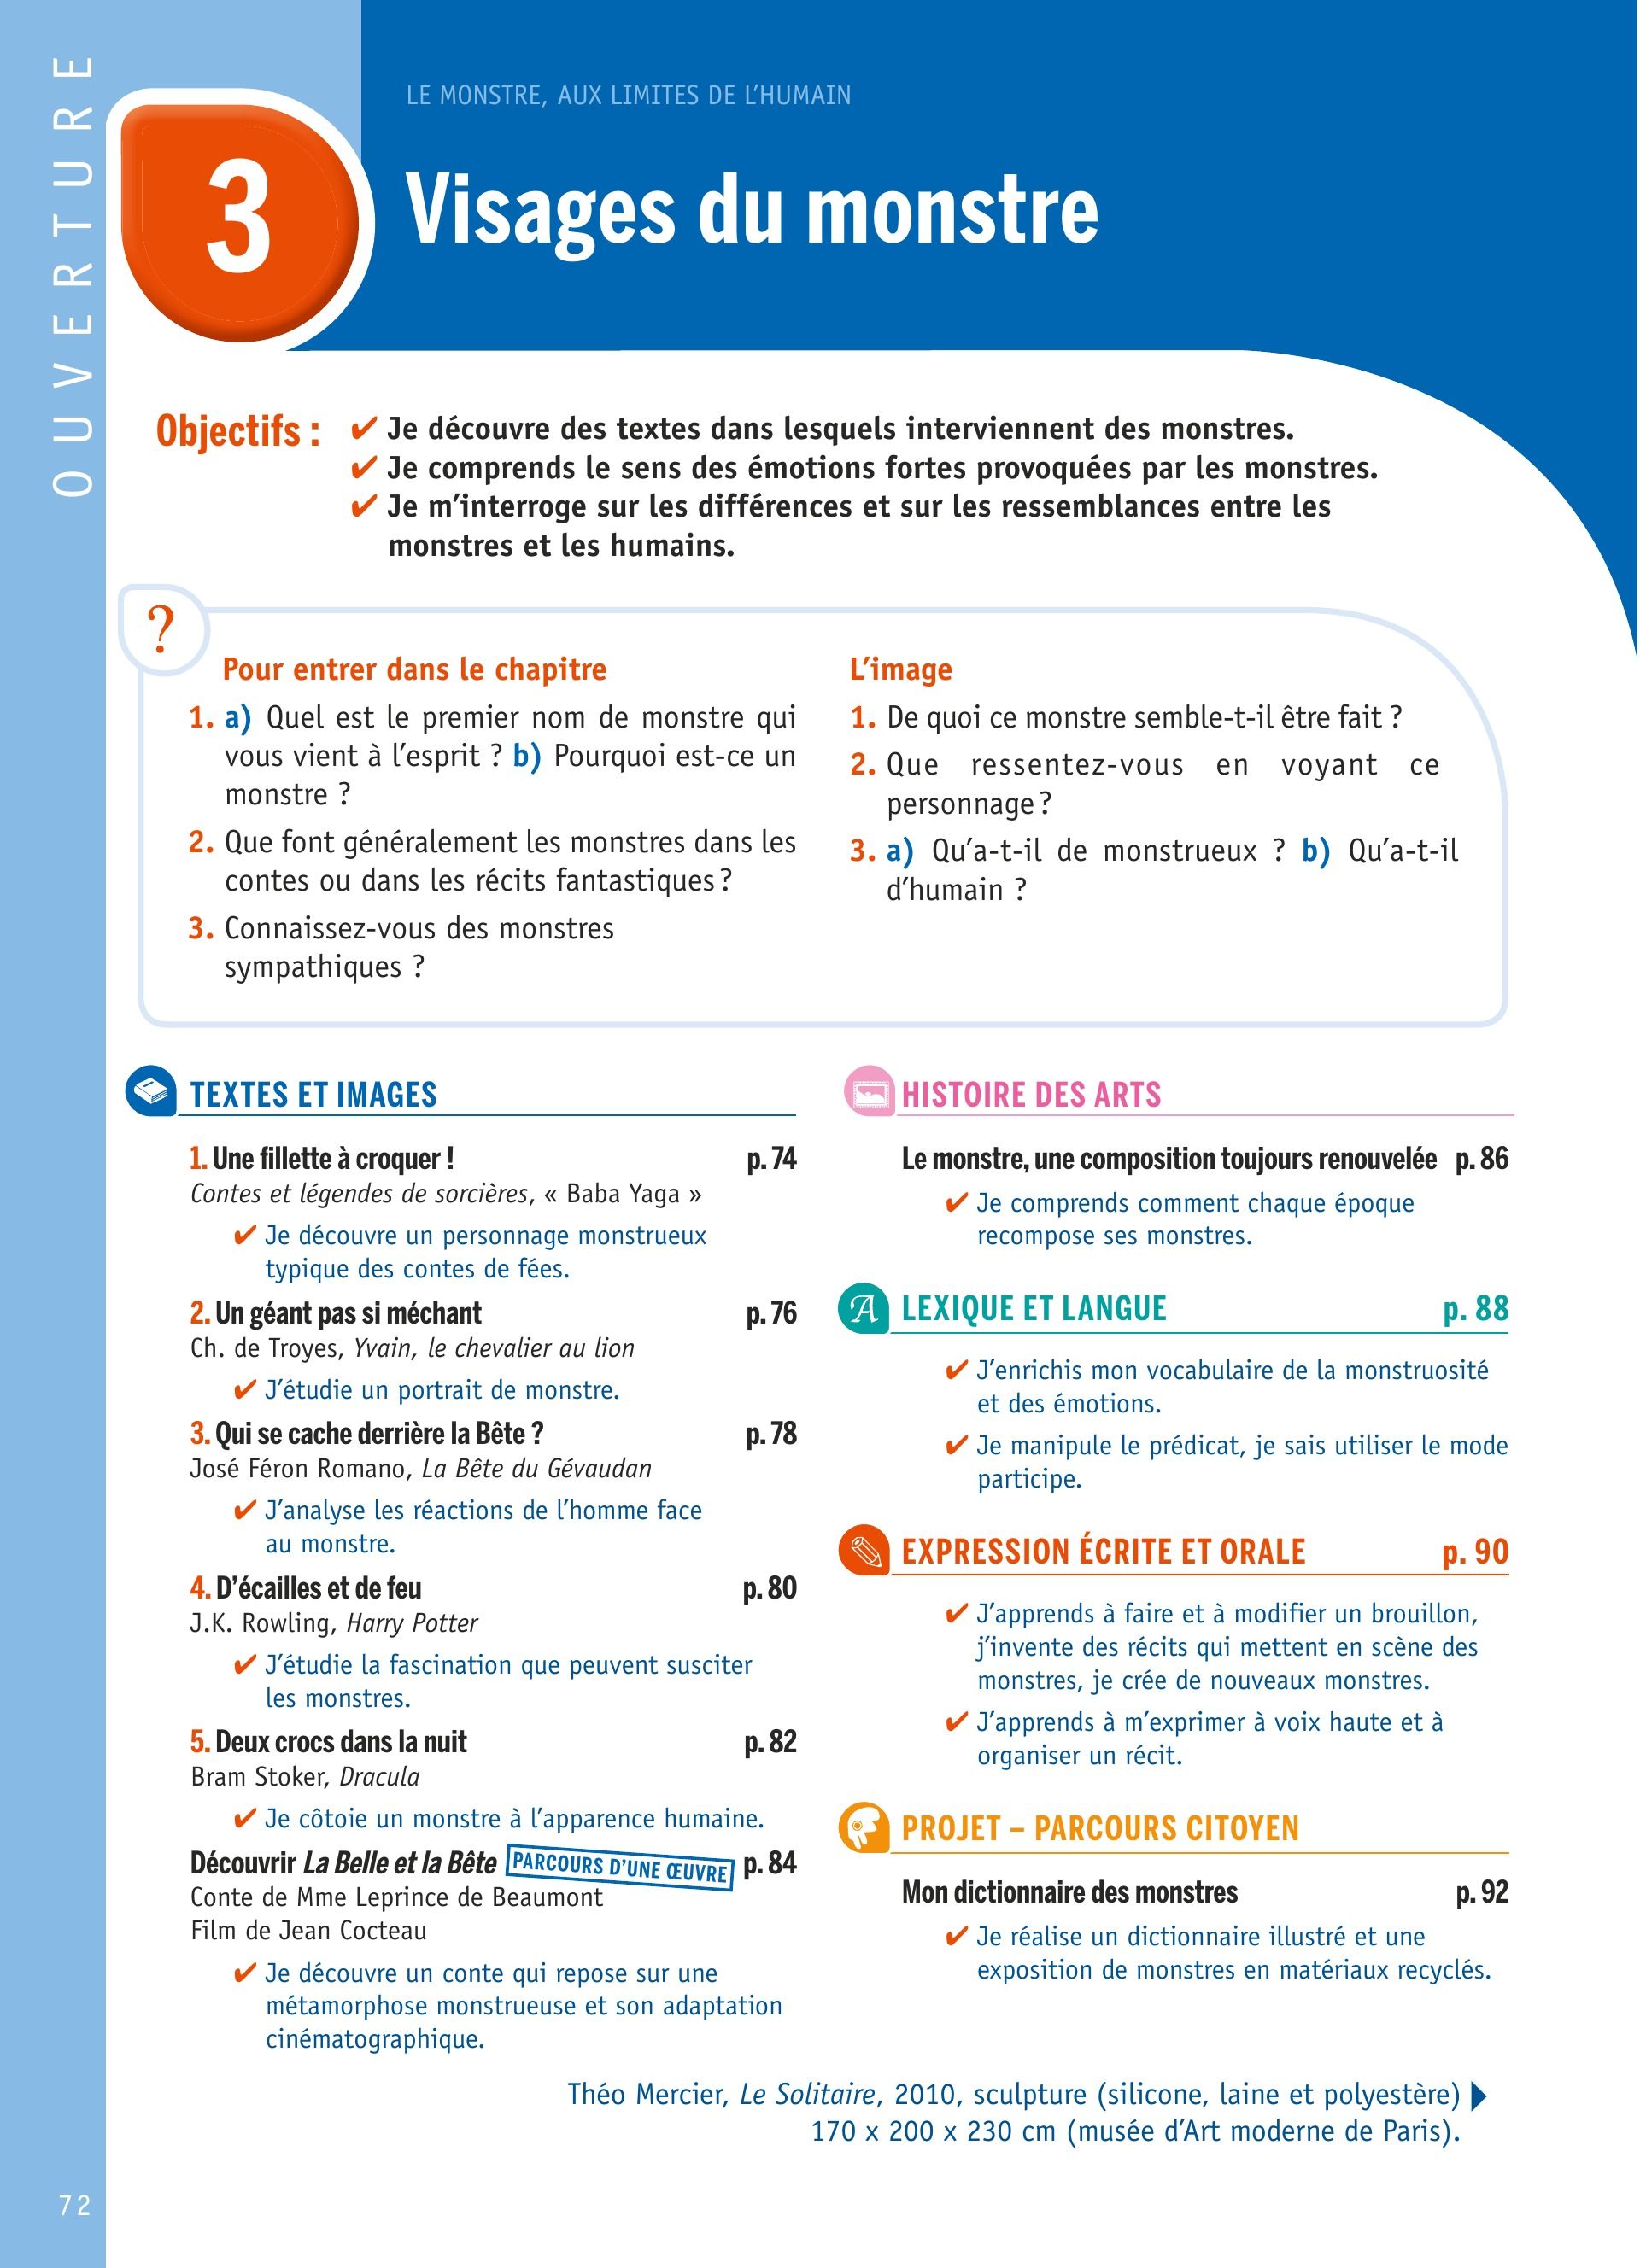 OUVERTURE
LE MONSTRE, AUX LIMITES DE L'HUMAIN
3
Visages du monstre
Objectifs :
✔ Je découvre des textes dans lesquels interviennent des monstres.
✔ Je comprends le sens des émotions fortes provoquées par les monstres.
✔ Je m'interroge sur les différences et sur les ressemblances entre les
monstres et les humains.
?
Pour entrer dans le chapitre
1. a) Quel est le premier nom de monstre qui
vous vient à l'esprit ? b) Pourquoi est-ce un
monstre ?
2. Que font généralement les monstres dans les
contes ou dans les récits fantastiques ?
3. Connaissez-vous des monstres
sympathiques ?
L'image
1. De quoi ce monstre semble-t-il être fait ?
2. Que ressentez-vous en voyant ce
personnage ?
3. a) Qu'a-t-il de monstrueux ? b) Qu'a-t-il
d'humain ?
TEXTES ET IMAGES
1. Une fillette à croquer ! p. 74
Contes et légendes de sorcières, « Baba Yaga »
✔ Je découvre un personnage monstrueux
typique des contes de fées.
2. Un géant pas si méchant p. 76
Ch. de Troyes, Yvain, le chevalier au lion
✔ J'étudie un portrait de monstre.
3. Qui se cache derrière la Bête ? p. 78
José Féron Romano, La Bête du Gévaudan
✔ J'analyse les réactions de l'homme face
au monstre.
4. D'écailles et de feu p. 80
J.K. Rowling, Harry Potter
✔ J'étudie la fascination que peuvent susciter
les monstres.
5. Deux crocs dans la nuit p. 82
Bram Stoker, Dracula
✔ Je côtoie un monstre à l'apparence humaine.
Découvrir La Belle et la Bête PARCOURS D'UNE ŒUVRE p. 84
Conte de Mme Leprince de Beaumont
Film de Jean Cocteau
✔ Je découvre un conte qui repose sur une
métamorphose monstrueuse et son adaptation
cinématographique.
HISTOIRE DES ARTS
Le monstre, une composition toujours renouvelée p. 86
✔ Je comprends comment chaque époque
recompose ses monstres.
A LEXIQUE ET LANGUE p. 88
✔ J'enrichis mon vocabulaire de la monstruosité
et des émotions.
✔ Je manipule le prédicat, je sais utiliser le mode
participe.
EXPRESSION ÉCRITE ET ORALE p. 90
✔ J'apprends à faire et à modifier un brouillon,
j'invente des récits qui mettent en scène des
monstres, je crée de nouveaux monstres.
✔ J'apprends à m'exprimer à voix haute et à
organiser un récit.
PROJET – PARCOURS CITOYEN
Mon dictionnaire des monstres p. 92
✔ Je réalise un dictionnaire illustré et une
exposition de monstres en matériaux recyclés.
Théo Mercier, Le Solitaire, 2010, sculpture (silicone, laine et polyestère)
170 x 200 x 230 cm (musée d'Art moderne de Paris).
72